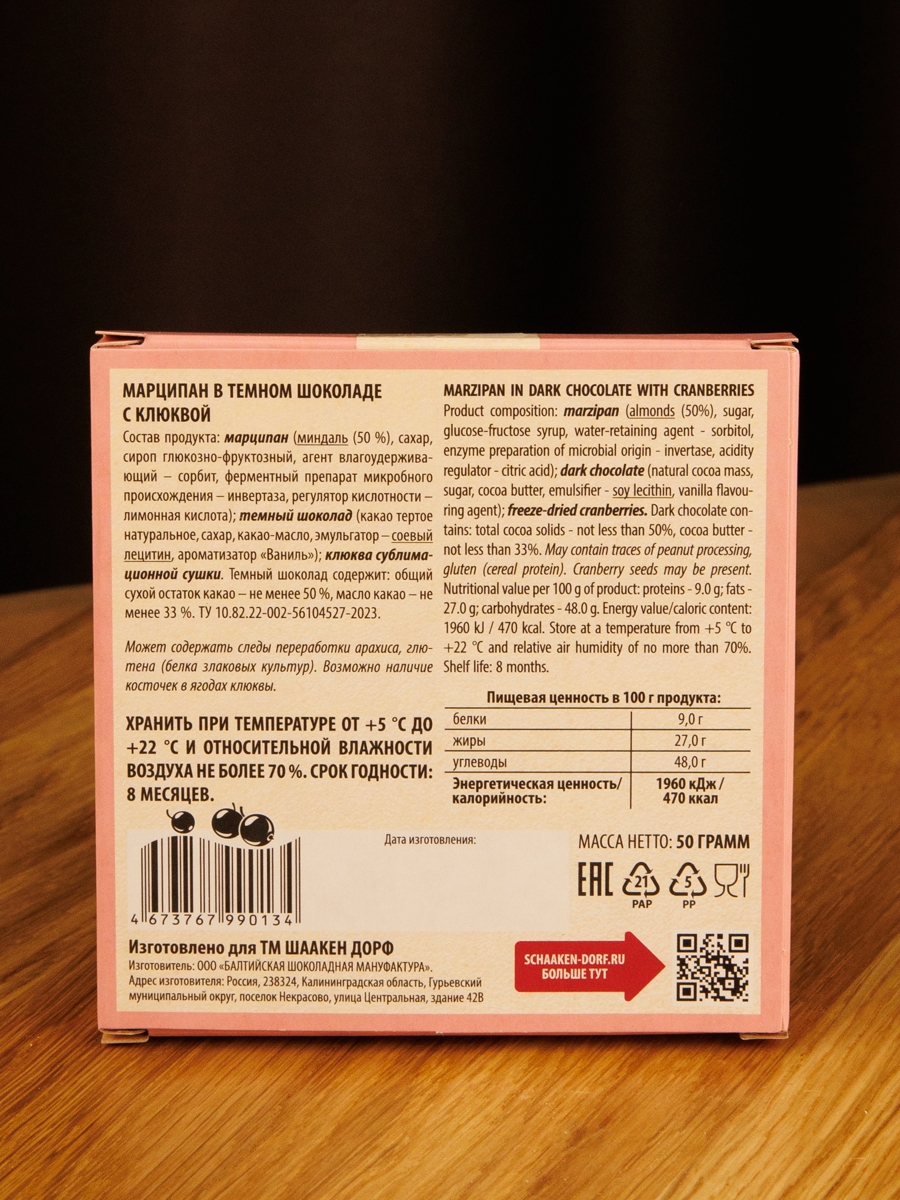 МАРЦИПАН В ТЕМНОМ ШОКОЛАДЕ
С КЛЮКВОЙ
Состав продукта: марципан (миндаль (50 %), сахар,
сироп глюкозно-фруктозный, агент влагоудержива-
ющий – сорбит, ферментный препарат микробного
происхождения – инвертаза, регулятор кислотности –
лимонная кислота); темный шоколад (какао тертое
натуральное, сахар, какао-масло, эмульгатор – соевый
лецитин, ароматизатор «Ваниль»); клюква сублима-
ционной сушки. Темный шоколад содержит: общий
сухой остаток какао – не менее 50 %, масло какао – не
менее 33 %. ТУ 10.82.22-002-56104527-2023.
Может содержать следы переработки арахиса, глю-
тена (белка злаковых культур). Возможно наличие
косточек в ягодах клюквы.
ХРАНИТЬ ПРИ ТЕМПЕРАТУРЕ ОТ +5 °С ДО
+22 °С И ОТНОСИТЕЛЬНОЙ ВЛАЖНОСТИ
ВОЗДУХА НЕ БОЛЕЕ 70 %. СРОК ГОДНОСТИ:
8 МЕСЯЦЕВ.
MARZIPAN IN DARK CHOCOLATE WITH CRANBERRIES
Product composition: marzipan (almonds (50%), sugar,
glucose-fructose syrup, water-retaining agent - sorbitol,
enzyme preparation of microbial origin - invertase, acidity
regulator - citric acid); dark chocolate (natural cocoa mass,
sugar, cocoa butter, emulsifier - soy lecithin, vanilla flavou-
ring agent); freeze-dried cranberries. Dark chocolate con-
tains: total cocoa solids - not less than 50%, cocoa butter -
not less than 33%. May contain traces of peanut processing,
gluten (cereal protein). Cranberry seeds may be present.
Nutritional value per 100 g of product: proteins - 9.0 g; fats -
27.0 g; carbohydrates - 48.0 g. Energy value/caloric content:
1960 kJ / 470 kcal. Store at a temperature from +5 °C to
+22 °C and relative air humidity of no more than 70%.
Shelf life: 8 months.
Пищевая ценность в 100 г продукта:
белки 9,0 г
жиры 27,0 г
углеводы 48,0 г
Энергетическая ценность/ 1960 кДж /
калорийность: 470 ккал
Дата изготовления:
4 673767 990134
МАССА НЕТТО: 50 ГРАММ
EAC 21 5
PAP PP
Изготовлено для ТМ ШААКЕН ДОРФ
Изготовитель: ООО «БАЛТИЙСКАЯ ШОКОЛАДНАЯ МАНУФАКТУРА».
Адрес изготовителя: Россия, 238324, Калининградская область, Гурьевский
муниципальный округ, поселок Некрасово, улица Центральная, здание 42В
SCHAAKEN-DORF.RU
БОЛЬШЕ ТУТ